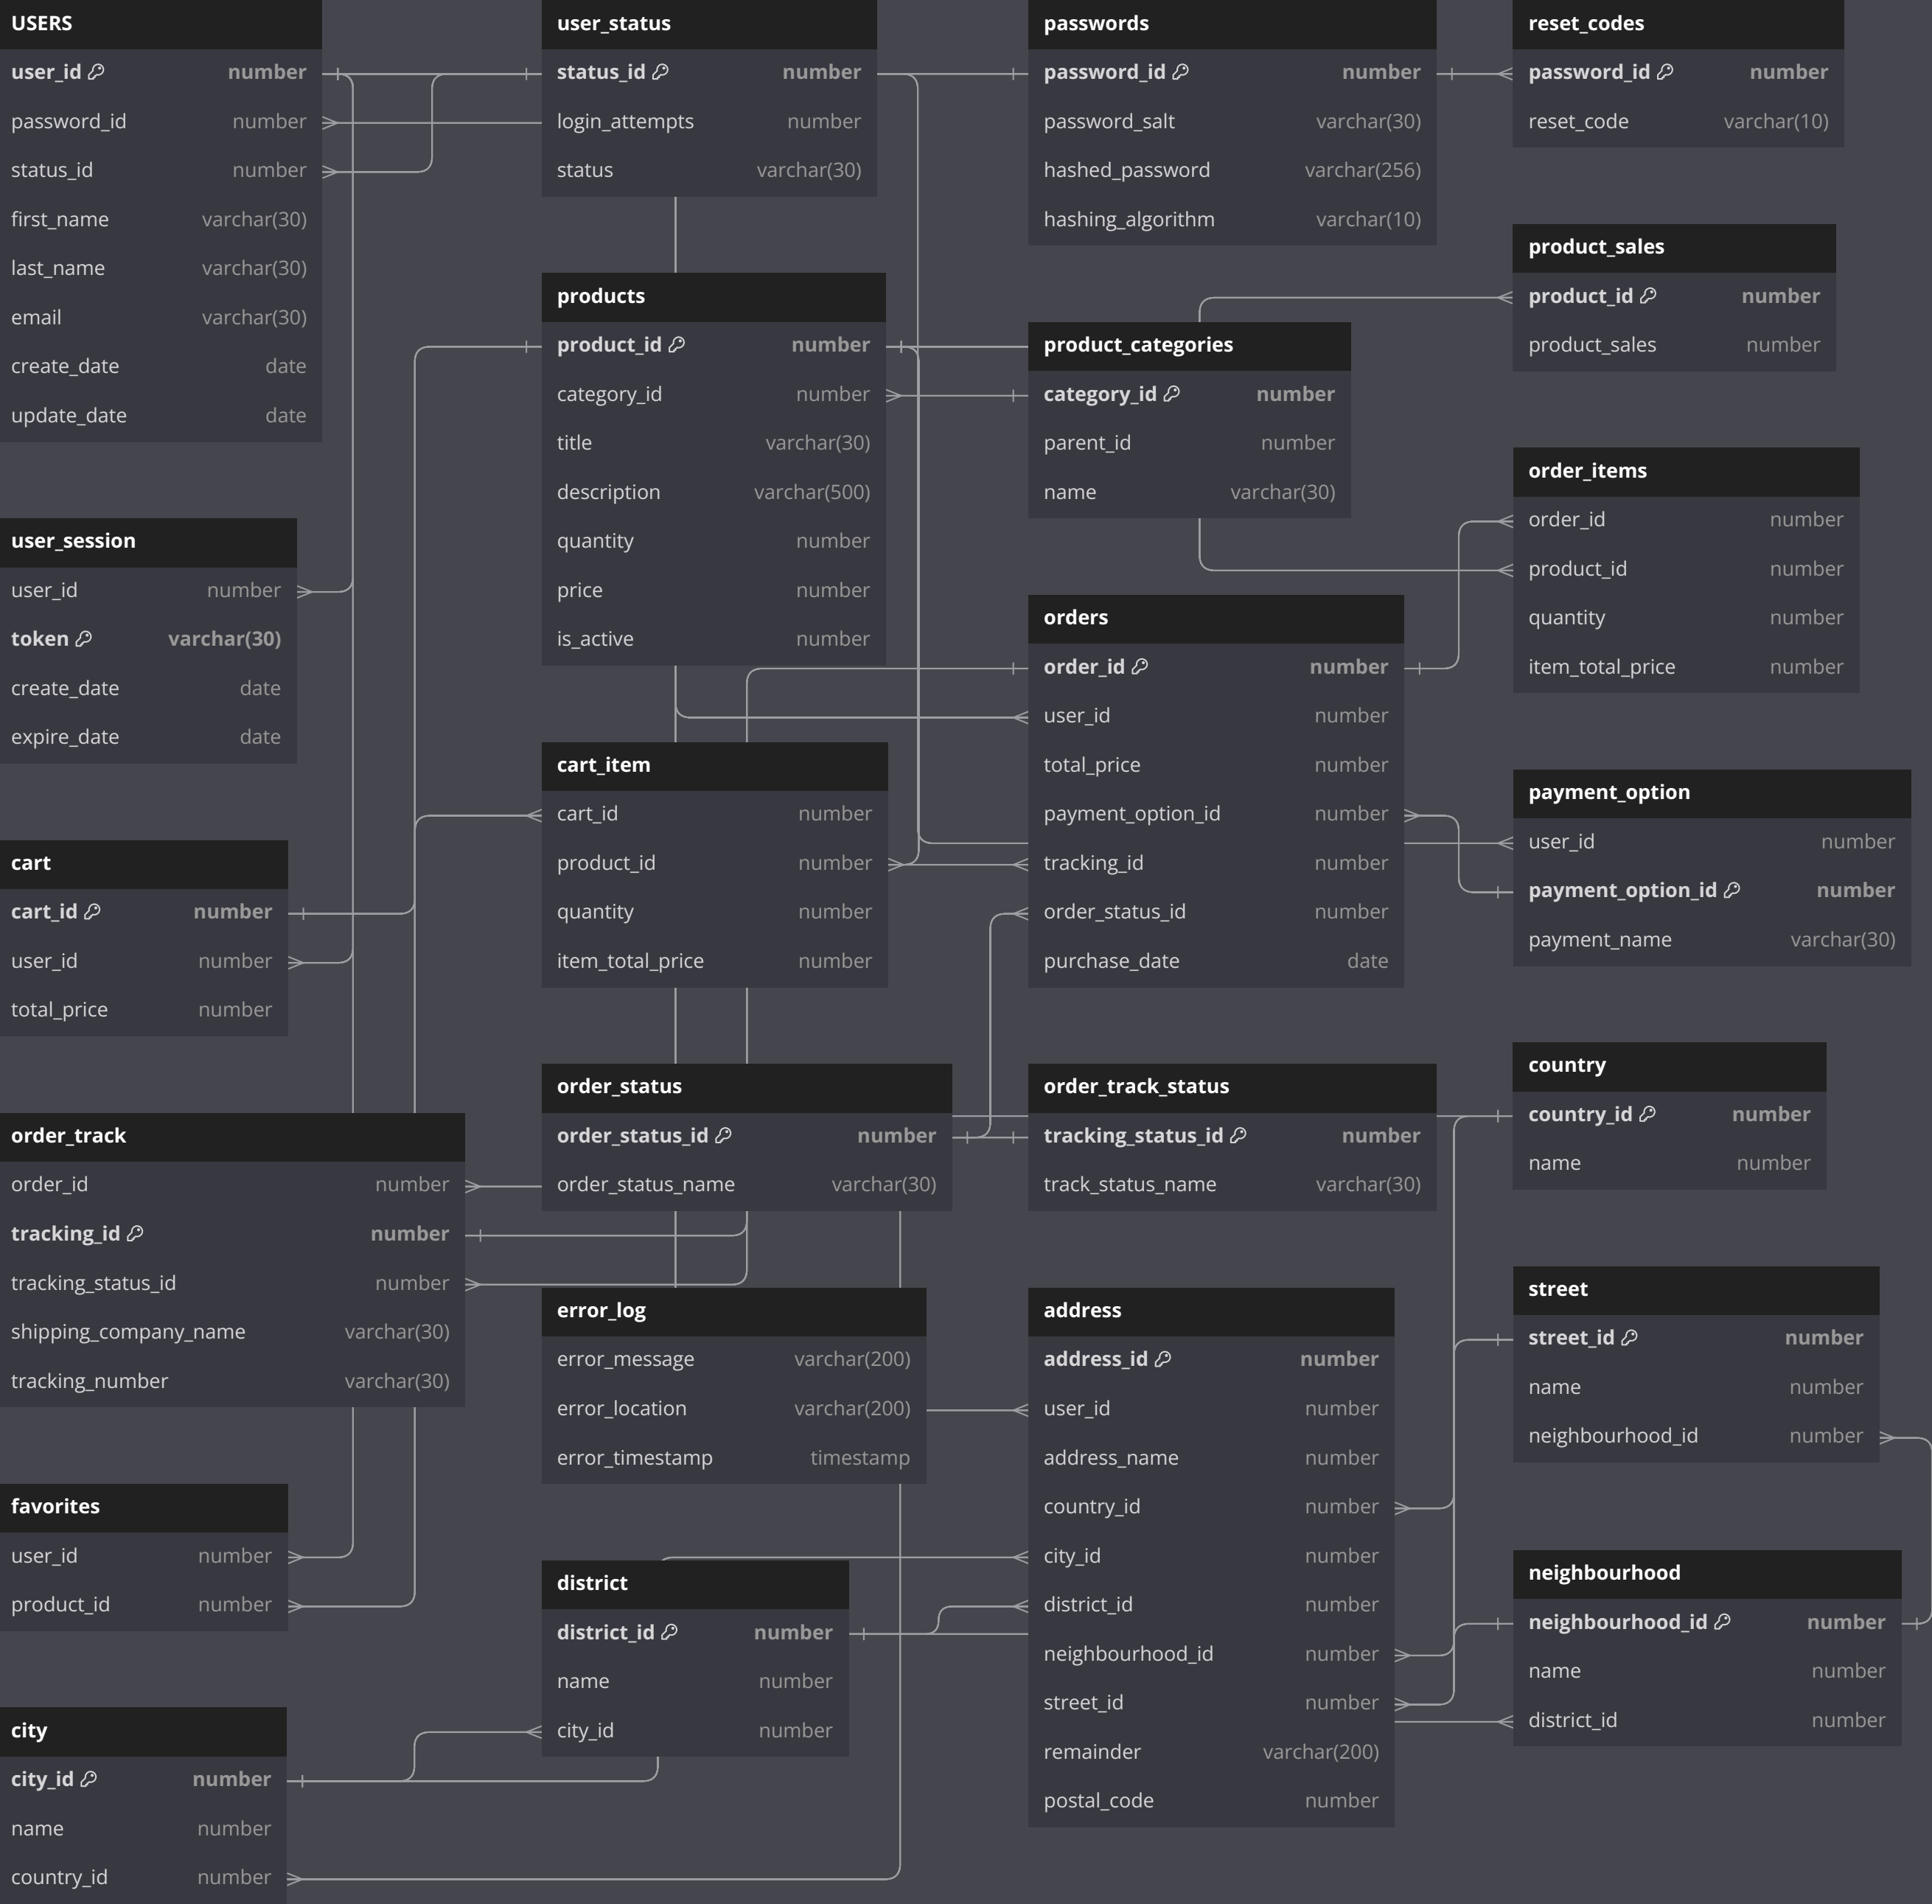 USERS
user_id number
password_id number
status_id number
first_name varchar(30)
last_name varchar(30)
email varchar(30)
create_date date
update_date date
user_session
user_id number
token varchar(30)
create_date date
expire_date date
cart
cart_id number
user_id number
total_price number
order_track
order_id number
tracking_id number
tracking_status_id number
shipping_company_name varchar(30)
tracking_number varchar(30)
favorites
user_id number
product_id number
city
city_id number
name number
country_id number
user_status
status_id number
login_attempts number
status varchar(30)
products
product_id number
category_id number
title varchar(30)
description varchar(500)
quantity number
price number
is_active number
cart_item
cart_id number
product_id number
quantity number
item_total_price number
order_status
order_status_id number
order_status_name varchar(30)
error_log
error_message varchar(200)
error_location varchar(200)
error_timestamp timestamp
district
district_id number
name number
city_id number
passwords
password_id number
password_salt varchar(30)
hashed_password varchar(256)
hashing_algorithm varchar(10)
product_categories
category_id number
parent_id number
name varchar(30)
orders
order_id number
user_id number
total_price number
payment_option_id number
tracking_id number
order_status_id number
purchase_date date
order_track_status
tracking_status_id number
track_status_name varchar(30)
address
address_id number
user_id number
address_name number
country_id number
city_id number
district_id number
neighbourhood_id number
street_id number
remainder varchar(200)
postal_code number
reset_codes
password_id number
reset_code varchar(10)
product_sales
product_id number
product_sales number
order_items
order_id number
product_id number
quantity number
item_total_price number
payment_option
user_id number
payment_option_id number
payment_name varchar(30)
country
country_id number
name number
street
street_id number
name number
neighbourhood_id number
neighbourhood
neighbourhood_id number
name number
district_id number